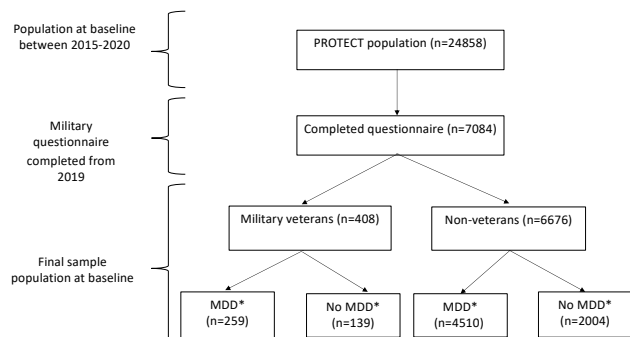 Population at baseline
between 2015-2020
PROTECT population (n=24858)
Military
questionnaire
completed from
2019
Completed questionnaire (n=7084)
Final sample
population at baseline
Military veterans (n=408)
Non-veterans (n=6676)
MDD*
(n=259)
No MDD*
(n=139)
MDD*
(n=4510)
No MDD*
(n=2004)